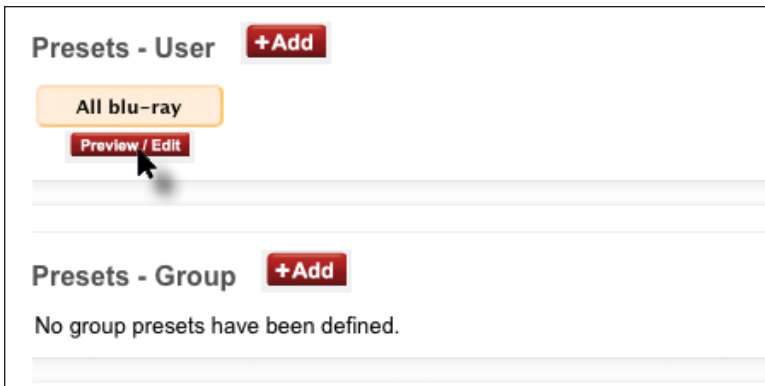 Presets - User +Add
All blu-ray
Preview / Edit
Presets - Group +Add
No group presets have been defined.